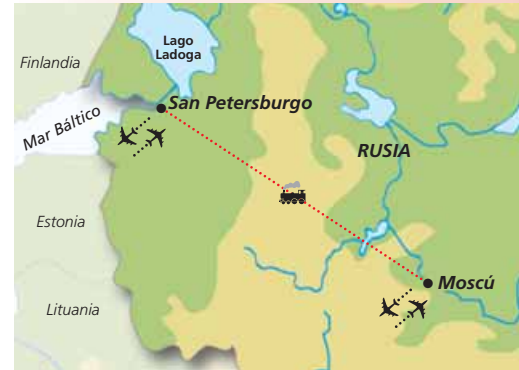 Lago
Ladoga
Finlandia
San Petersburgo
Mar Báltico
RUSIA
Estonia
Moscú
Lituania